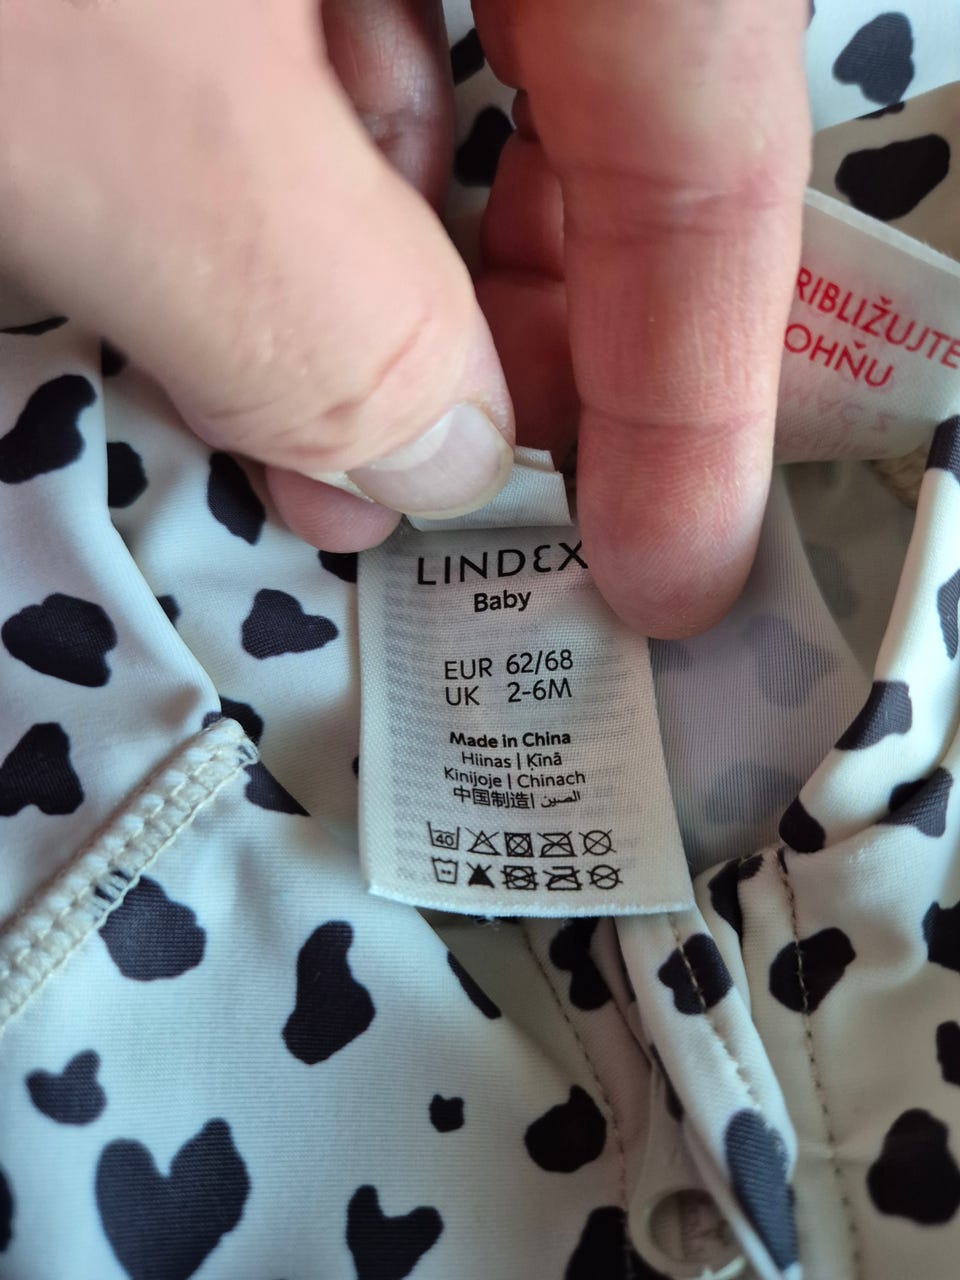 LINDEX
Baby
EUR 62/68
UK 2-6M
Made in China
Hiinas | Ķīnā
Kinijoje | Chinach
中国制造| الصين
40
RIBLIŽUJTE
OHŇU